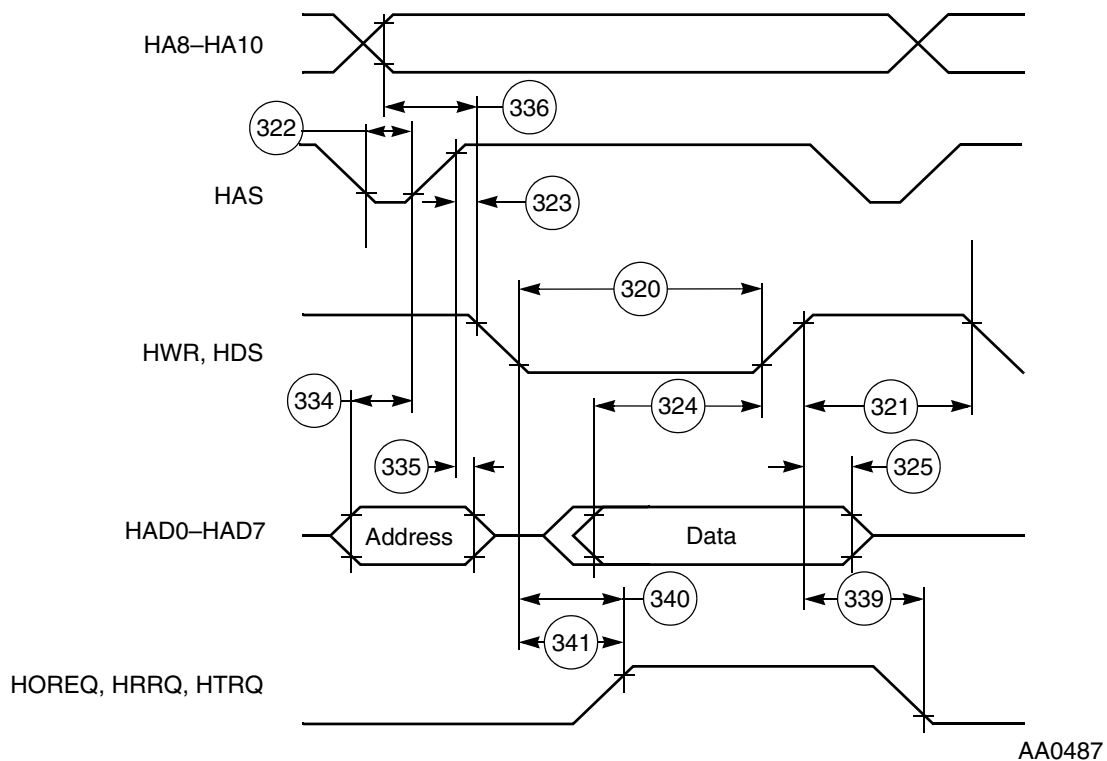 HA8–HA10
336
322
HAS
323
320
HWR, HDS
334
324
321
335
325
HAD0–HAD7
Address
Data
340
339
341
HOREQ, HRRQ, HTRQ
AA0487